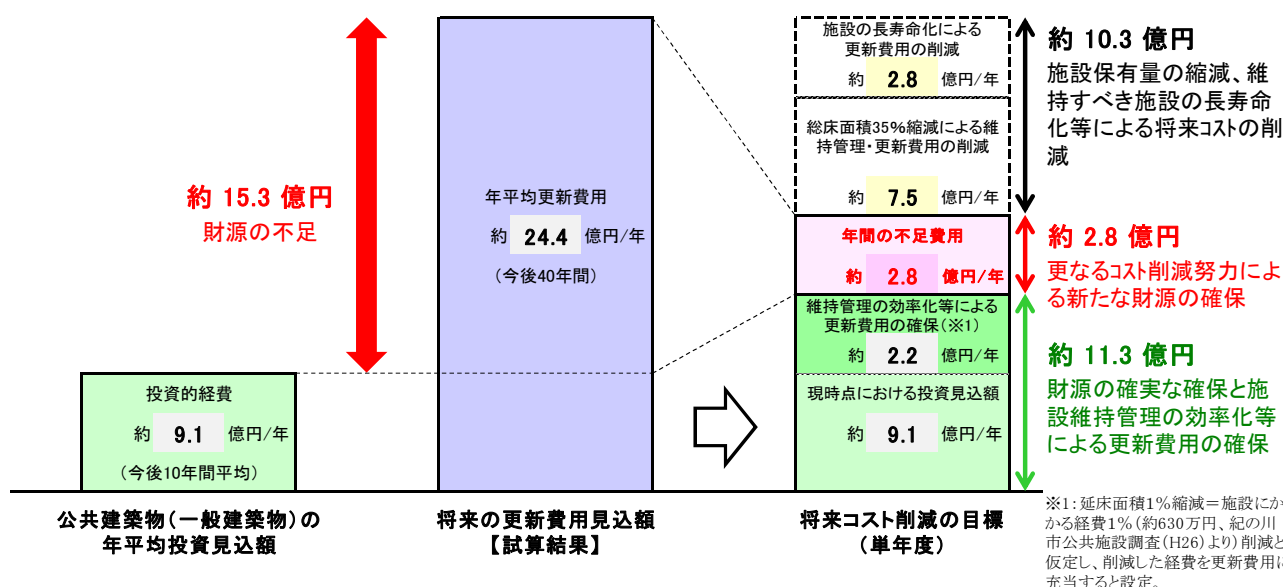 約 15.3 億円
財源の不足
投資的経費
約 9.1 億円/年
（今後10年間平均）
公共建築物（一般建築物）の
年平均投資見込額
年平均更新費用
約 24.4 億円/年
（今後40年間）
将来の更新費用見込額
【試算結果】
施設の長寿命化による
更新費用の削減
約 2.8 億円/年
総床面積35%縮減による維
持管理・更新費用の削減
約 7.5 億円/年
年間の不足費用
約 2.8 億円/年
維持管理の効率化等による
更新費用の確保（※1）
約 2.2 億円/年
現時点における投資見込額
約 9.1 億円/年
将来コスト削減の目標
（単年度）
約 10.3 億円
施設保有量の縮減、維
持すべき施設の長寿命
化等による将来コストの削
減
約 2.8 億円
更なるコスト削減努力によ
る新たな財源の確保
約 11.3 億円
財源の確実な確保と施
設維持管理の効率化等
による更新費用の確保
※1：延床面積1%縮減＝施設にか
かる経費1%（約630万円、紀の川
市公共施設調査（H26）より）削減と
仮定し、削減した経費を更新費用に
充当すると設定。